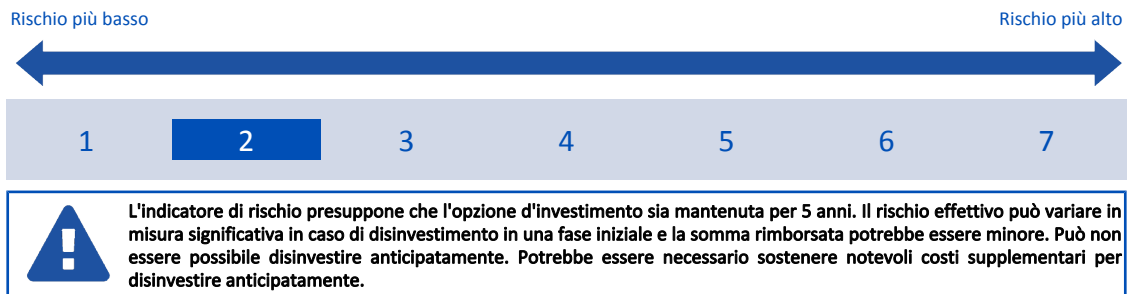 Rischio più basso Rischio più alto
1 2 3 4 5 6 7
L'indicatore di rischio presuppone che l'opzione d'investimento sia mantenuta per 5 anni. Il rischio effettivo può variare in
misura significativa in caso di disinvestimento in una fase iniziale e la somma rimborsata potrebbe essere minore. Può non
essere possibile disinvestire anticipatamente. Potrebbe essere necessario sostenere notevoli costi supplementari per
disinvestire anticipatamente.